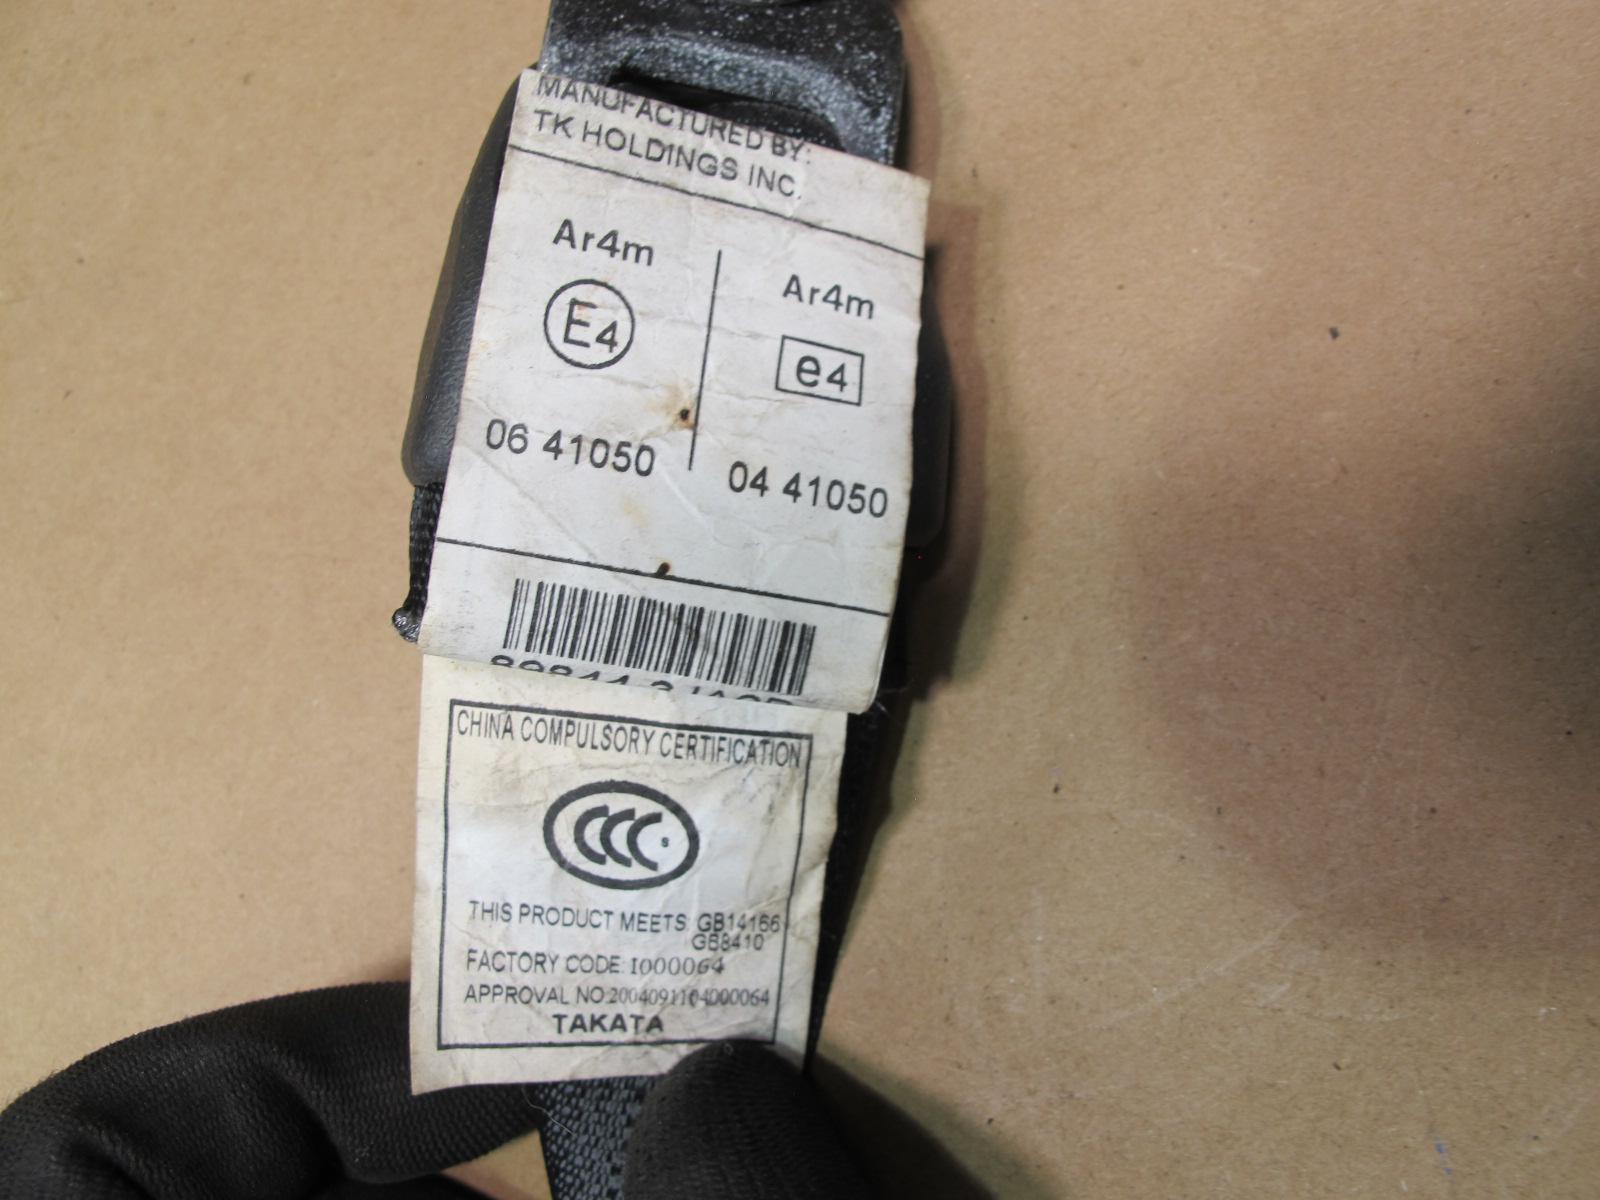 MANUFACTURED BY:
TK HOLDINGS INC.
Ar4m
E4
06 41050
Ar4m
e4
04 41050
CHINA COMPULSORY CERTIFICATION
CCC S
THIS PRODUCT MEETS: GB14166
GB8410
FACTORY CODE: I000064
APPROVAL NO:2004091104000064
TAKATA